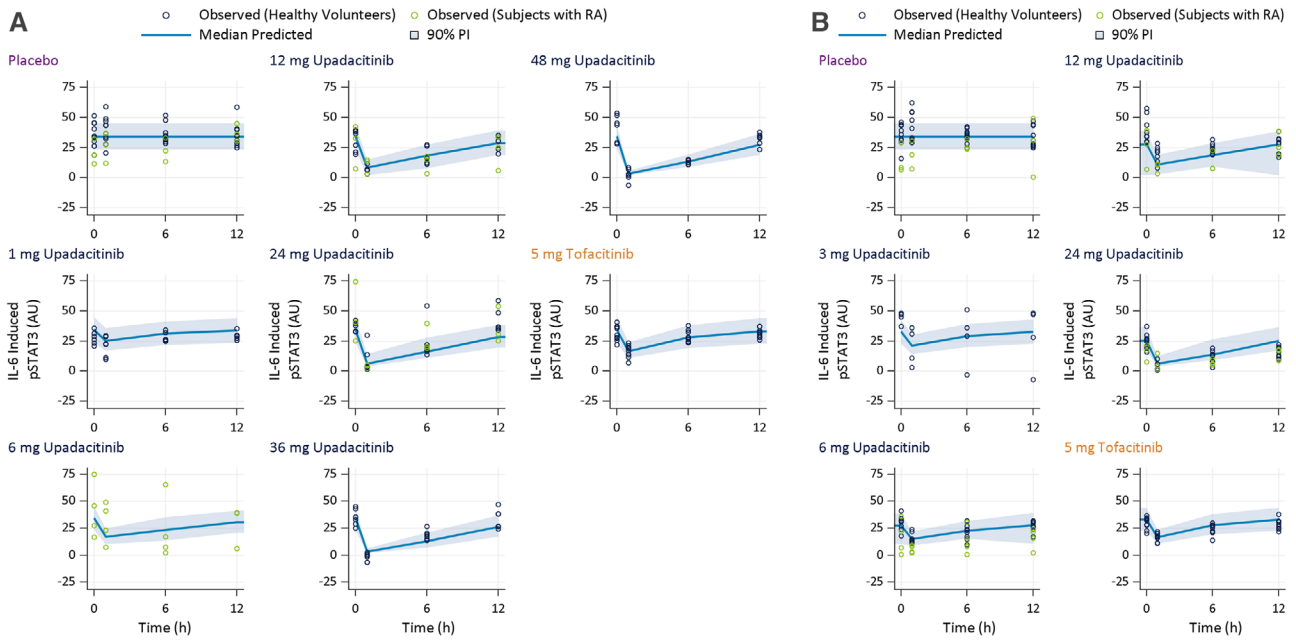 A
Observed (Healthy Volunteers) Observed (Subjects with RA)
Median Predicted 90% PI
Placebo
75
50
25
0
-25
0 6 12
12 mg Upadacitinib
75
50
25
0
-25
0 6 12
48 mg Upadacitinib
75
50
25
0
-25
0 6 12
1 mg Upadacitinib
IL-6 Induced
pSTAT3 (AU)
75
50
25
0
-25
0 6 12
24 mg Upadacitinib
IL-6 Induced
pSTAT3 (AU)
75
50
25
0
-25
0 6 12
5 mg Tofacitinib
IL-6 Induced
pSTAT3 (AU)
75
50
25
0
-25
0 6 12
6 mg Upadacitinib
75
50
25
0
-25
0 6 12
Time (h)
36 mg Upadacitinib
75
50
25
0
-25
0 6 12
Time (h)
Time (h)
B
Observed (Healthy Volunteers) Observed (Subjects with RA)
Median Predicted 90% PI
Placebo
75
50
25
0
-25
0 6 12
12 mg Upadacitinib
75
50
25
0
-25
0 6 12
3 mg Upadacitinib
IL-6 Induced
pSTAT3 (AU)
75
50
25
0
-25
0 6 12
24 mg Upadacitinib
IL-6 Induced
pSTAT3 (AU)
75
50
25
0
-25
0 6 12
6 mg Upadacitinib
75
50
25
0
-25
0 6 12
Time (h)
5 mg Tofacitinib
75
50
25
0
-25
0 6 12
Time (h)